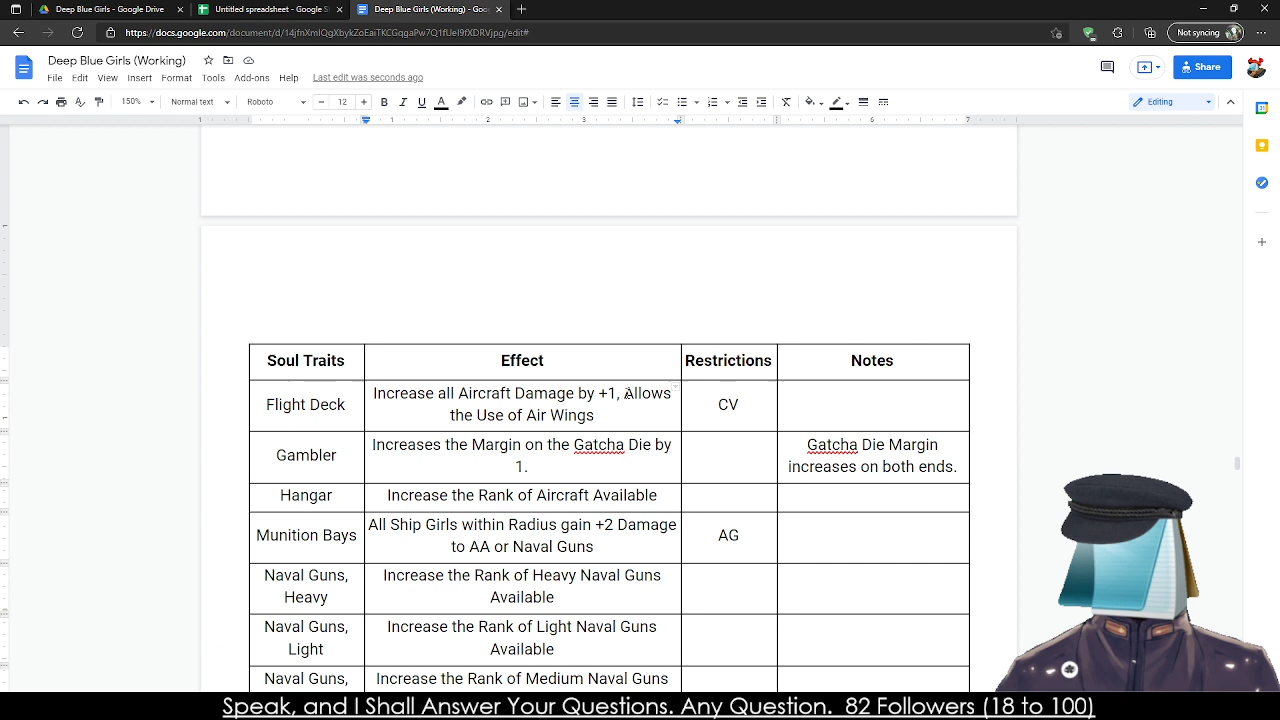 Deep Blue Girls - Google Drive
Untitled spreadsheet - Google S
Deep Blue Girls (Working) - Goo
https://docs.google.com/document/d/14jfnXmIQgXbykZoEaiTKCGqgaPw7Q1fUeI9fXDRVjpg/edit#
Not syncing
Deep Blue Girls (Working)
File Edit View Insert Format Tools Add-ons Help Last edit was seconds ago
Share
150% Normal text Roboto 12 B I U A
Editing
1 1 2 3 6 7
Soul Traits Effect Restrictions Notes
Flight Deck Increase all Aircraft Damage by +1, Allows
the Use of Air Wings CV
Gambler Increases the Margin on the Gatcha Die by
1. Gatcha Die Margin
increases on both ends.
Hangar Increase the Rank of Aircraft Available
Munition Bays All Ship Girls within Radius gain +2 Damage
to AA or Naval Guns AG
Naval Guns,
Heavy Increase the Rank of Heavy Naval Guns
Available
Naval Guns,
Light Increase the Rank of Light Naval Guns
Available
Naval Guns, Increase the Rank of Medium Naval Guns
Speak, and I Shall Answer Your Questions. Any Question. 82 Followers (18 to 100)